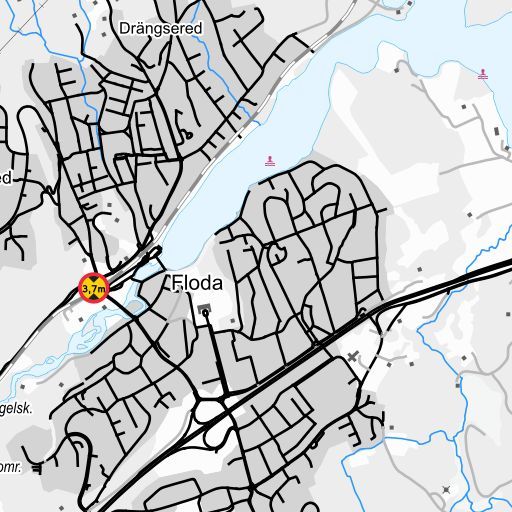 Drängsered
ed
3,7m
Floda
gelsk.
omr.